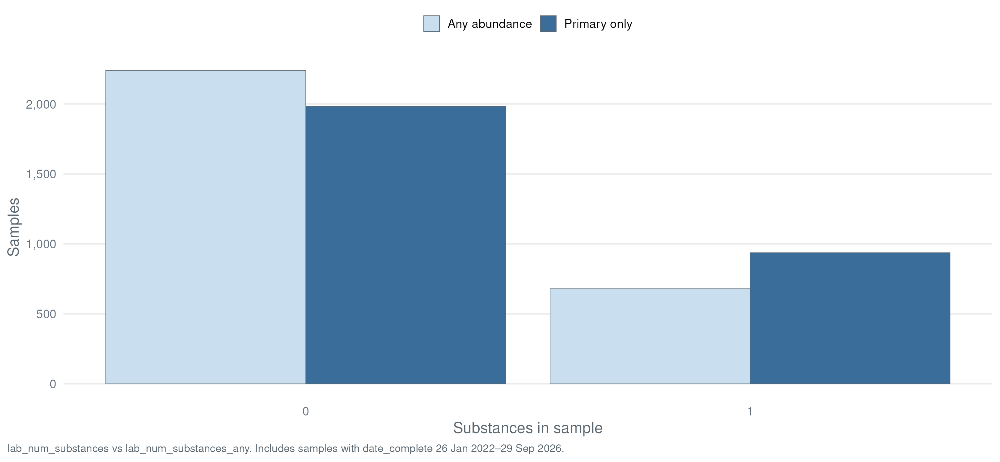 Any abundance Primary only
2,000
1,500
1,000
500
0
Samples
0 1
Substances in sample
lab_num_substances vs lab_num_substances_any. Includes samples with date_complete 26 Jan 2022–29 Sep 2026.